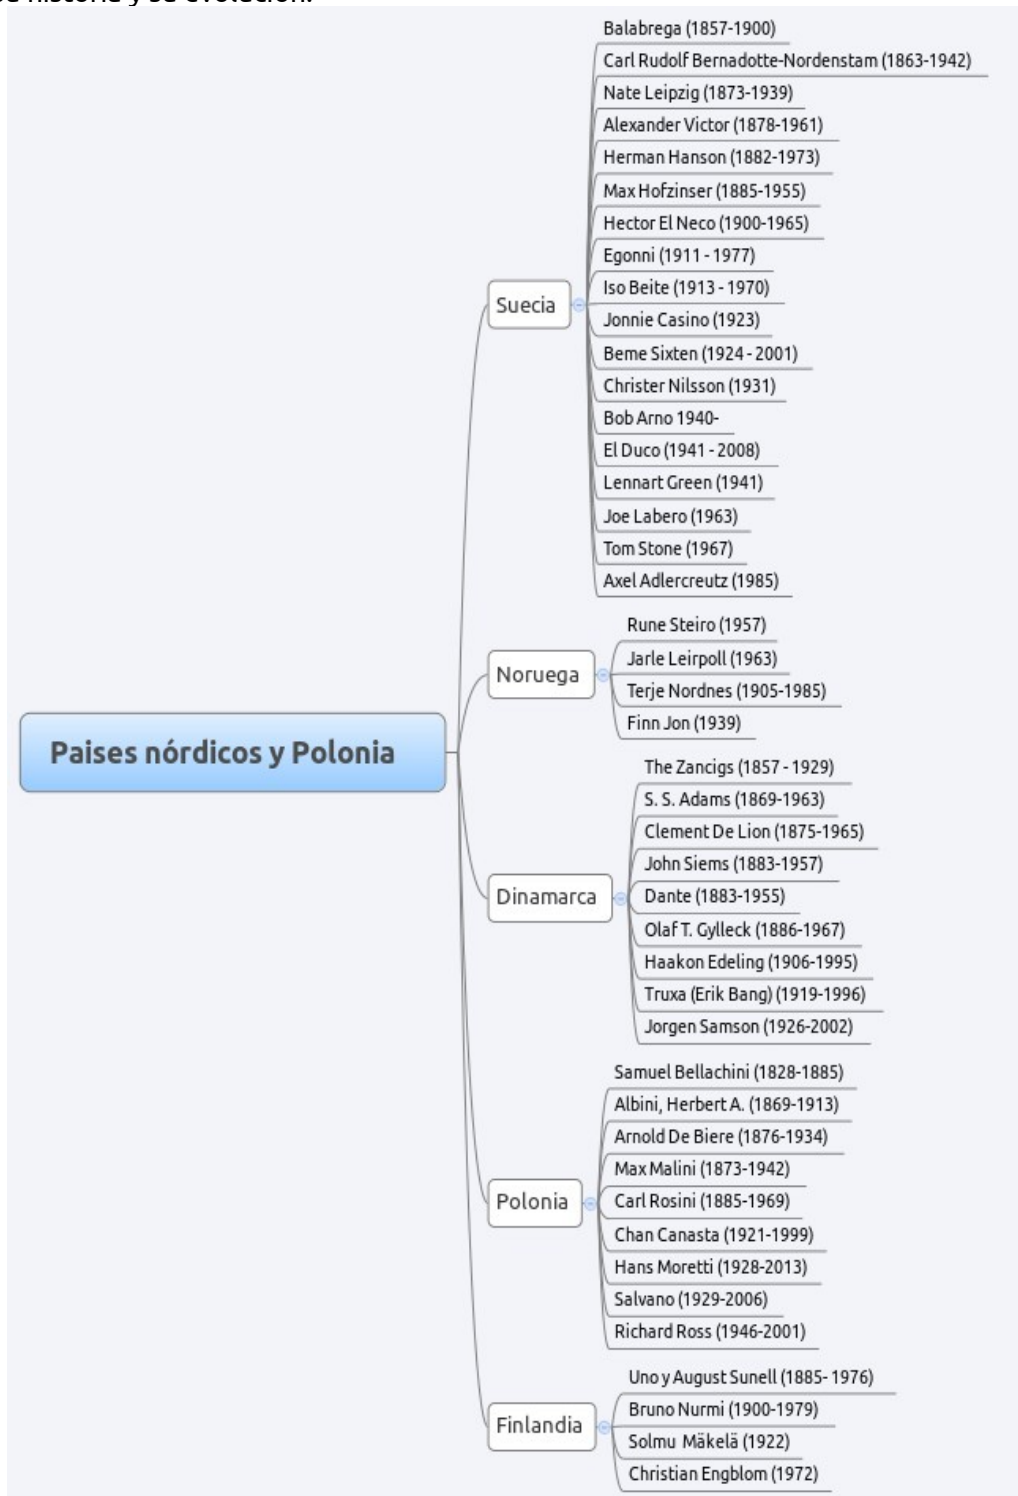 se historia y se evolución.
Balabrega (1857-1900)
Carl Rudolf Bernadotte-Nordenstam (1863-1942)
Nate Leipzig (1873-1939)
Alexander Victor (1878-1961)
Herman Hanson (1882-1973)
Max Hofzinser (1885-1955)
Hector El Neco (1900-1965)
Egonni (1911 - 1977)
Suecia
Iso Beite (1913 - 1970)
Jonnie Casino (1923)
Beme Sixten (1924 - 2001)
Christer Nilsson (1931)
Bob Arno 1940-
El Duco (1941 - 2008)
Lennart Green (1941)
Joe Labero (1963)
Tom Stone (1967)
Axel Adlercreutz (1985)
Noruega
Rune Steiro (1957)
Jarle Leirpoll (1963)
Terje Nordnes (1905-1985)
Finn Jon (1939)
Paises nórdicos y Polonia
Dinamarca
The Zancigs (1857 - 1929)
S. S. Adams (1869-1963)
Clement De Lion (1875-1965)
John Siems (1883-1957)
Dante (1883-1955)
Olaf T. Gylleck (1886-1967)
Haakon Edeling (1906-1995)
Truxa (Erik Bang) (1919-1996)
Jorgen Samson (1926-2002)
Polonia
Samuel Bellachini (1828-1885)
Albini, Herbert A. (1869-1913)
Arnold De Biere (1876-1934)
Max Malini (1873-1942)
Carl Rosini (1885-1969)
Chan Canasta (1921-1999)
Hans Moretti (1928-2013)
Salvano (1929-2006)
Richard Ross (1946-2001)
Finlandia
Uno y August Sunell (1885- 1976)
Bruno Nurmi (1900-1979)
Solmu Mäkelä (1922)
Christian Engblom (1972)